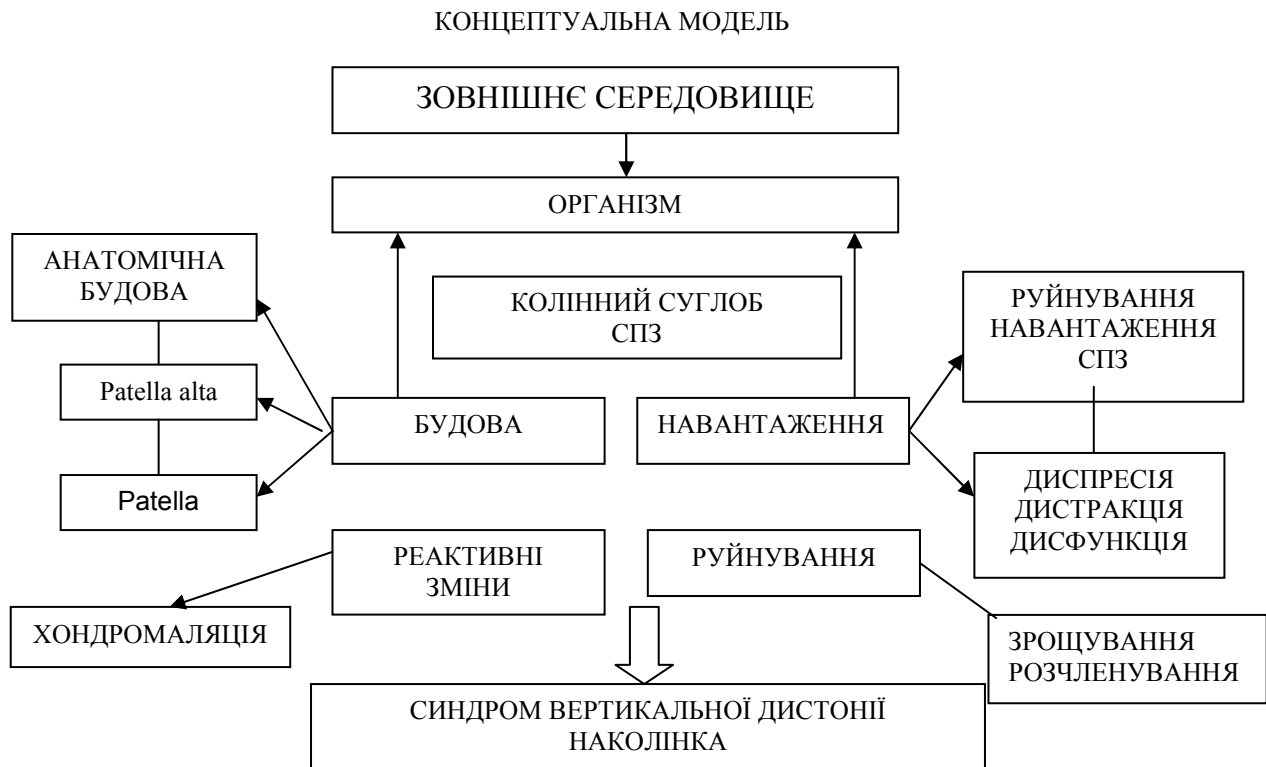 КОНЦЕПТУАЛЬНА МОДЕЛЬ
ЗОВНІШНЄ СЕРЕДОВИЩЕ
ОРГАНІЗМ
АНАТОМІЧНА
БУДОВА
КОЛІННИЙ СУГЛОБ
СПЗ
РУЙНУВАННЯ
НАВАНТАЖЕННЯ
СПЗ
Patella alta
БУДОВА
НАВАНТАЖЕННЯ
Patella
ДИСПРЕСІЯ
ДИСТРАКЦІЯ
ДИСФУНКЦІЯ
РЕАКТИВНІ
ЗМІНИ
РУЙНУВАННЯ
ХОНДРОМАЛЯЦІЯ
ЗРОЩУВАННЯ
РОЗЧЛЕНУВАННЯ
СИНДРОМ ВЕРТИКАЛЬНОЇ ДИСТОНІЇ
НАКОЛІНКА